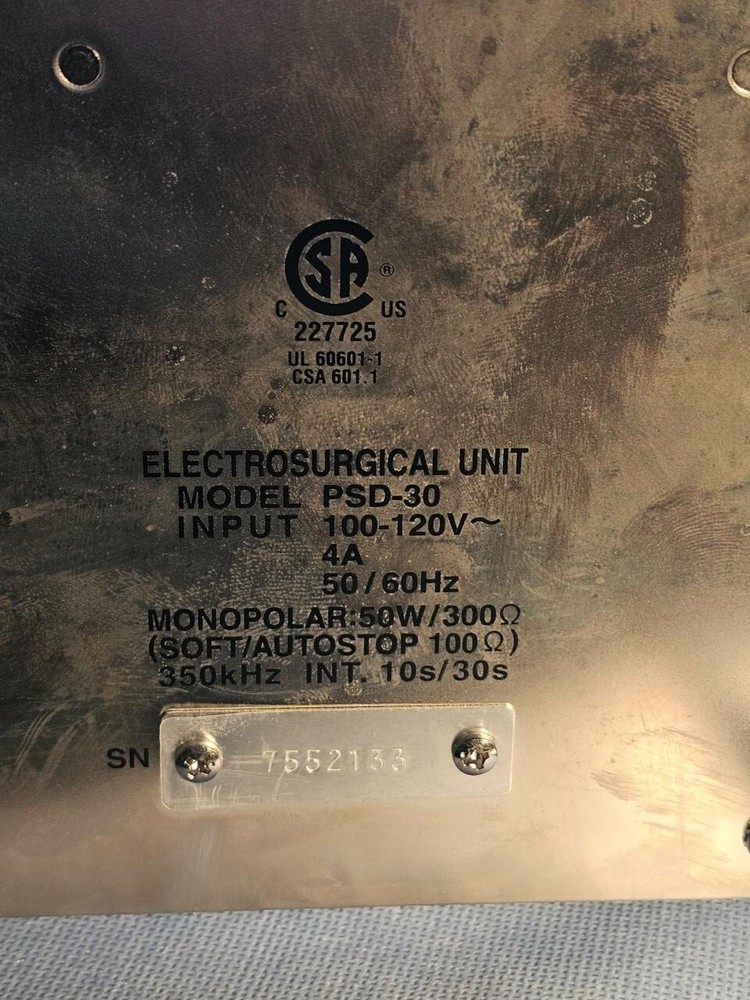 CSA ®
C US
227725
UL 60601-1
CSA 601.1
ELECTROSURGICAL UNIT
MODEL PSD-30
INPUT 100-120V~
4A
50/60Hz
MONOPOLAR:50W/300Ω
(SOFT/AUTOSTOP 100Ω)
350kHz INT. 10s/30s
SN 7552133